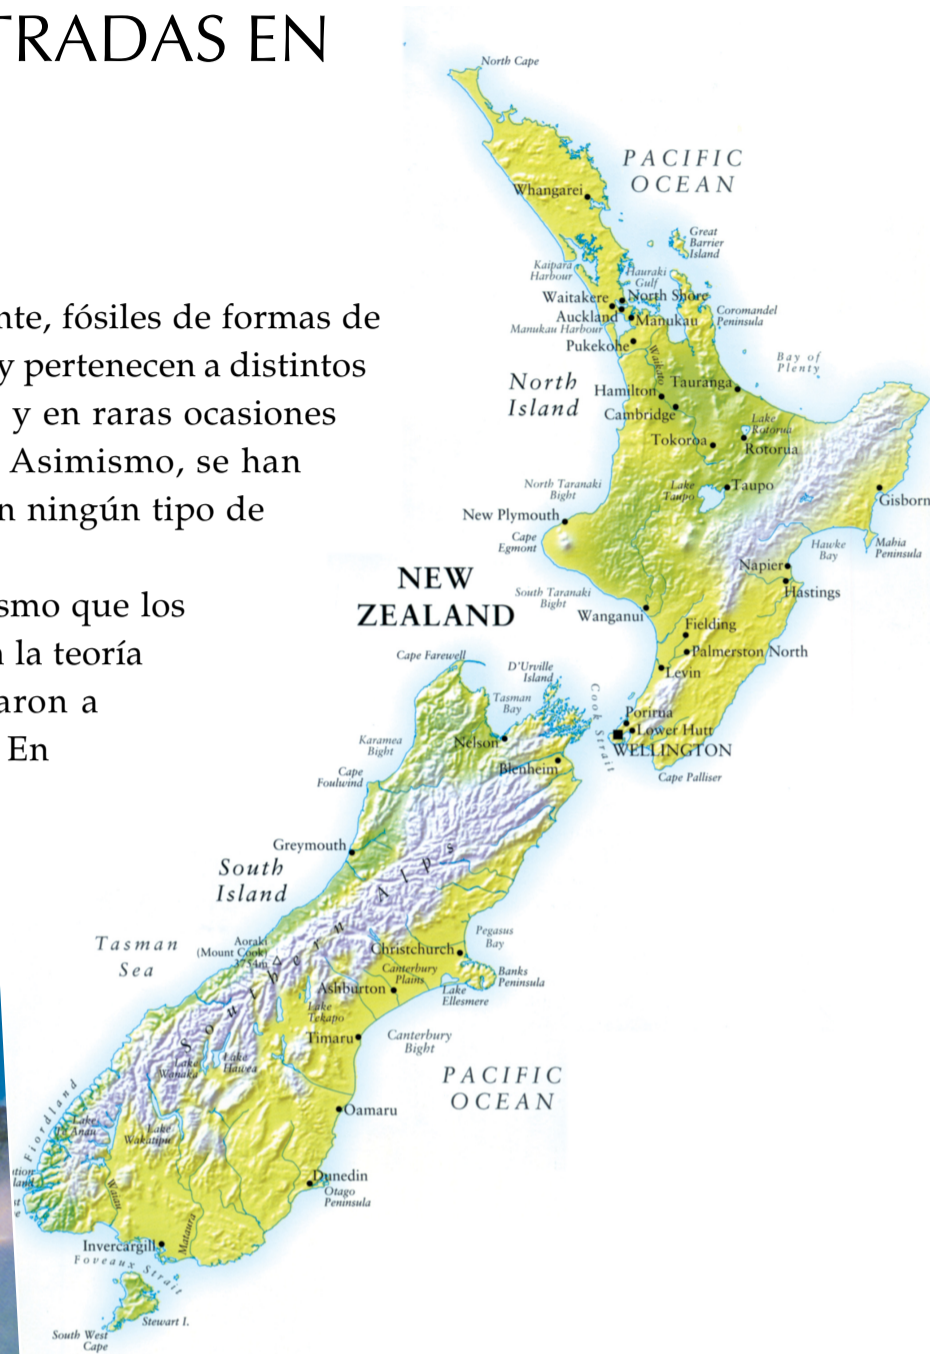 TRADAS EN
nte, fósiles de formas de
y pertenecen a distintos
y en raras ocasiones
Asimismo, se han
n ningún tipo de
smo que los
la teoría
aron a
En
North Cape
PACIFIC
OCEAN
Whangarei
Great
Barrier
Island
Kaipara
Harbour
Hauraki
Gulf
Waitakere
North Shore
Auckland
Manukau
Coromandel
Peninsula
Manukau Harbour
Pukekohe
Waikato
Bay of
Plenty
North
Island
Hamilton
Tauranga
Cambridge
Lake
Rotorua
Tokoroa
Rotorua
North Taranaki
Bight
Lake
Taupo
Taupo
Gisborn
New Plymouth
Cape
Egmont
Hawke
Bay
Mahia
Peninsula
Napier
Hastings
NEW
ZEALAND
South Taranaki
Bight
Wanganui
Fielding
Palmerston North
Levin
Cape Farewell
D'Urville
Island
Tasman
Bay
Cook Strait
Porirua
Lower Hutt
WELLINGTON
Cape Palliser
Karamea
Bight
Nelson
Blenheim
Cape
Foulwind
Greymouth
South
Island
Southern Alps
Tasman
Sea
Aoraki
(Mount Cook)
3754m
Christchurch
Pegasus
Bay
Canterbury
Plains
Banks
Peninsula
Ashburton
Lake
Ellesmere
Lake
Tekapo
Timaru
Canterbury
Bight
Lake
Wanaka
Lake
Hawea
PACIFIC
OCEAN
Oamaru
Fiordland
Lake
Anau
Lake
Wakatipu
Dunedin
Otago
Peninsula
Waiau
Mataura
Invercargill
Foveaux Strait
Stewart I.
South West
Cape